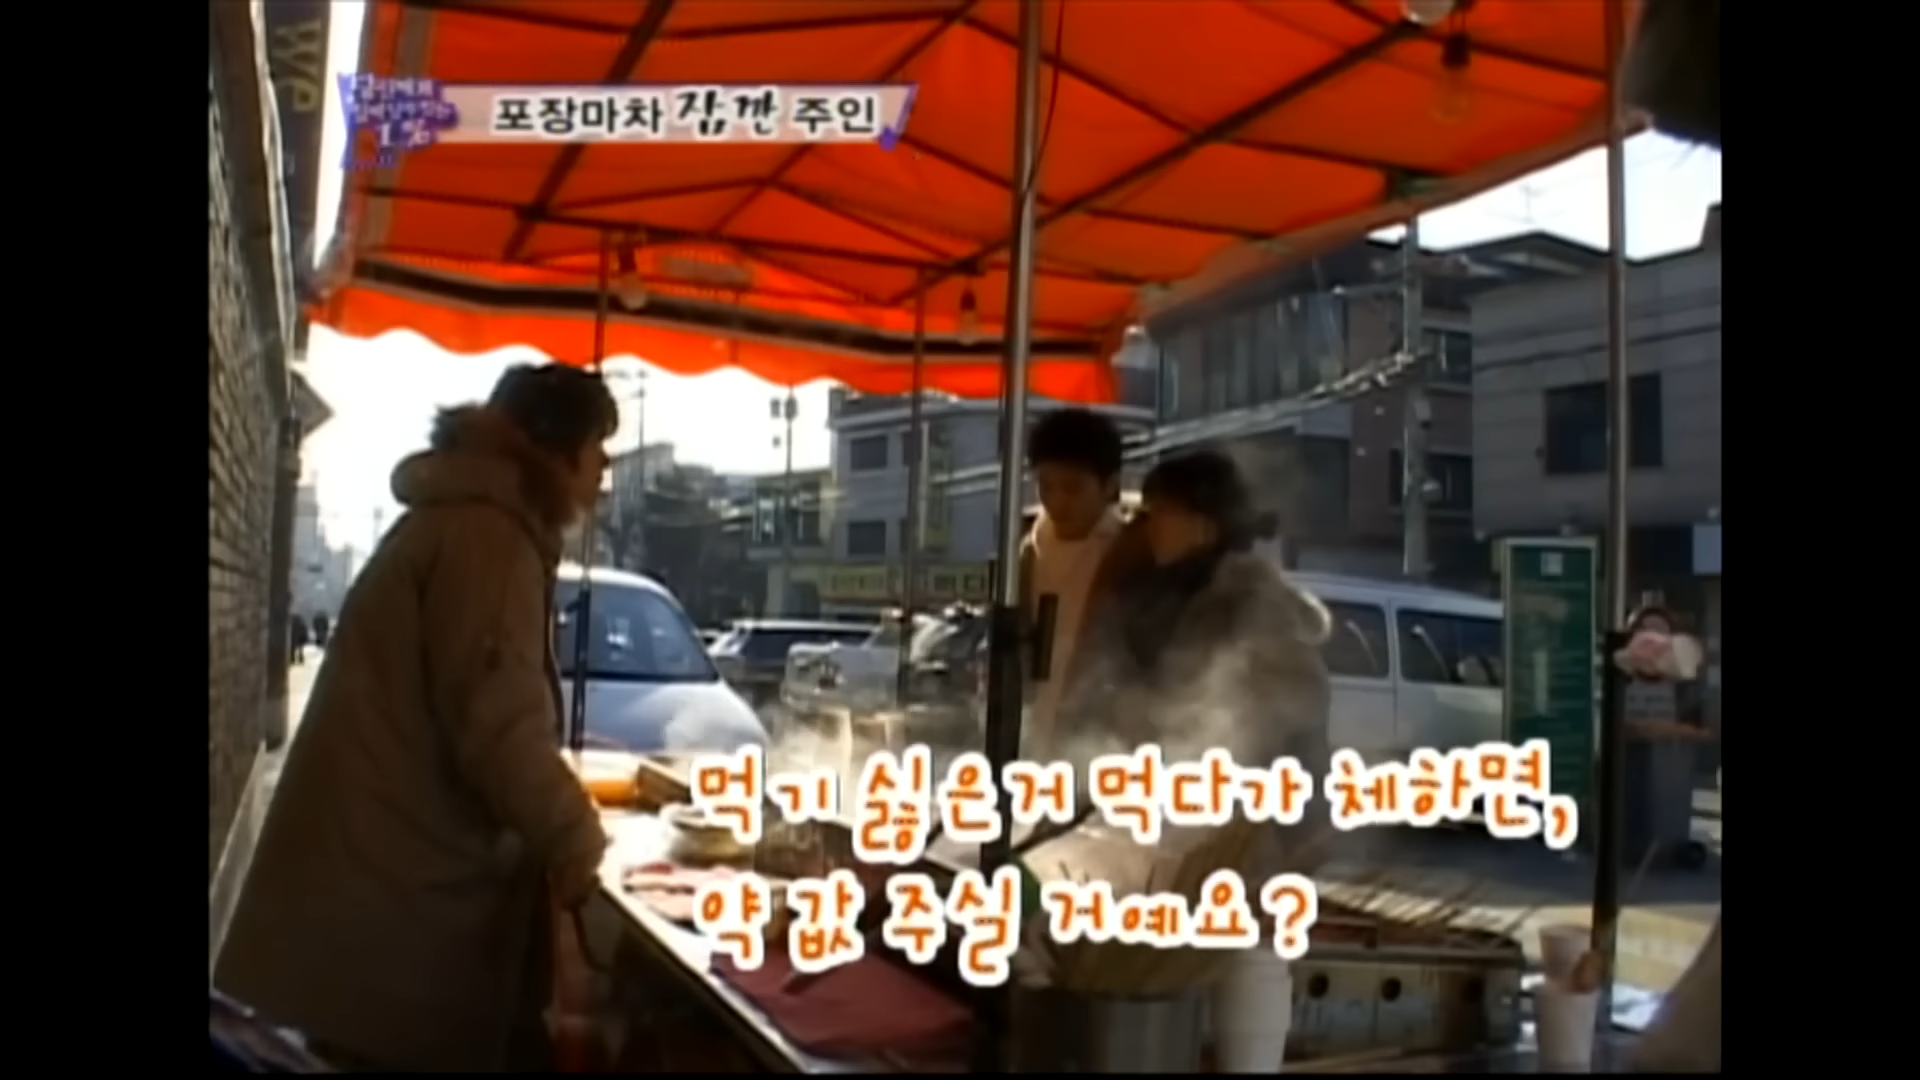 포장마차 잠깐 주인
먹기 싫은거 먹다가 체하면,
약 값 주실 거예요?